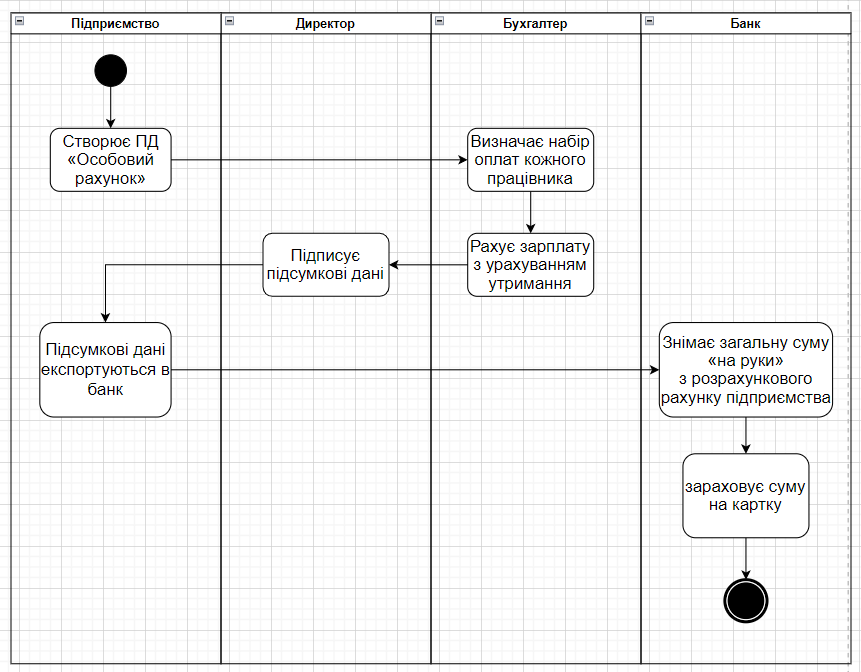 Підприємство
Директор
Бухгалтер
Банк
Створює ПД
«Особовий
рахунок»
Визначає набір
оплат кожного
працівника
Підписує
підсумкові дані
Рахує зарплату
з урахуванням
утримання
Підсумкові дані
експортуються в
банк
Знімає загальну суму
«на руки»
з розрахункового
рахунку підприємства
зараховує суму
на картку